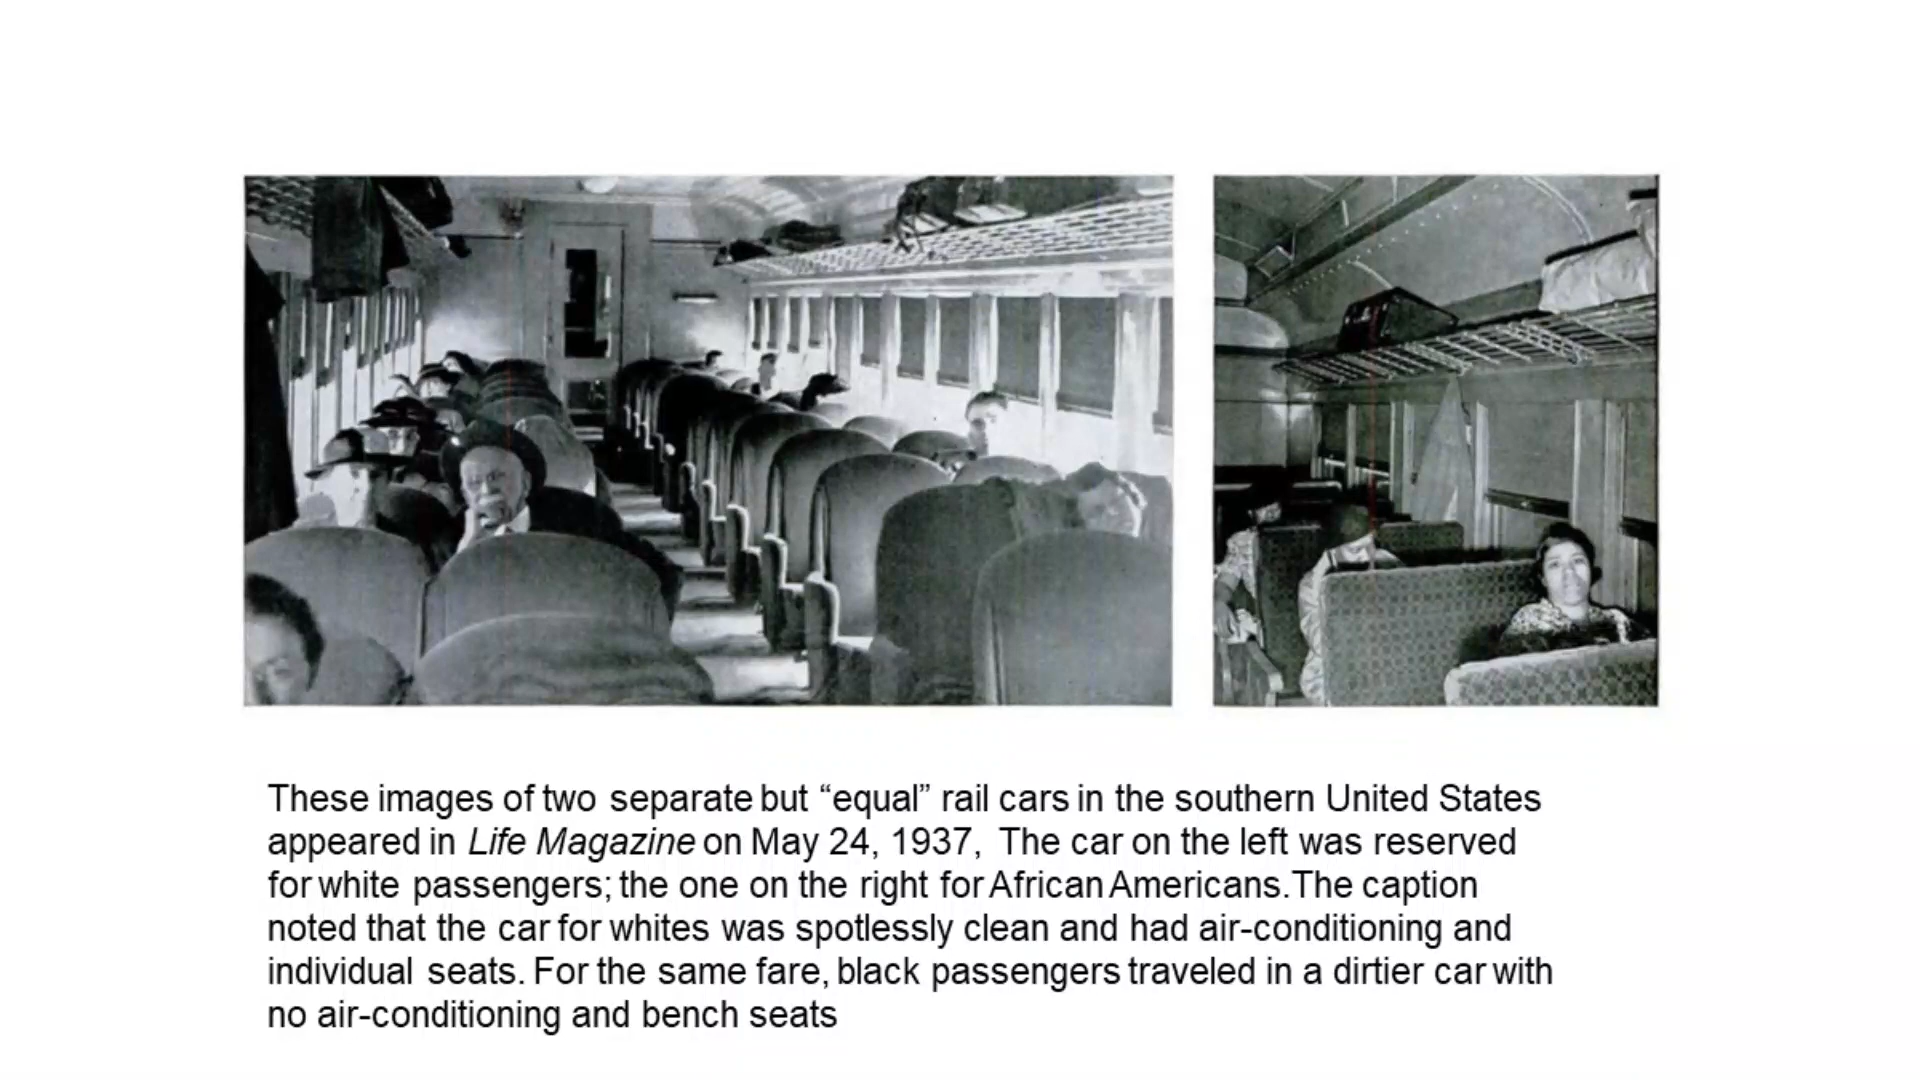 These images of two separate but “equal” rail cars in the southern United States
appeared in Life Magazine on May 24, 1937, The car on the left was reserved
for white passengers; the one on the right for African Americans.The caption
noted that the car for whites was spotlessly clean and had air-conditioning and
individual seats. For the same fare, black passengers traveled in a dirtier car with
no air-conditioning and bench seats